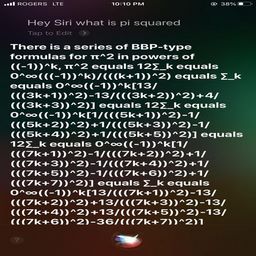 ROGERS LTE 10:10 PM 38%
Hey Siri what is pi squared
Tap to Edit
There is a series of BBP-type
formulas for π^2 in powers of
((-1))^k, π^2 equals 12∑_k equals
0^∞(((-1))^k)/(((k+1))^2) equals ∑_k
equals 0^∞((-1))^k[13/
(((3k+1))^2)-13/(((3k+2))^2)+4/
(((3k+3))^2)] equals 12∑_k equals
0^∞((-1))^k[1/(((5k+1))^2)-1/
(((5k+2))^2)+1/(((5k+3))^2)-1/
(((5k+4))^2)+1/(((5k+5))^2)] equals
12∑_k equals 0^∞((-1))^k[1/
(((7k+1))^2)-1/(((7k+2))^2)+1/
(((7k+3))^2)-1/(((7k+4))^2)+1/
(((7k+5))^2)-1/(((7k+6))^2)+1/
(((7k+7))^2)] equals ∑_k equals
0^∞((-1))^k[13/(((7k+1))^2)-13/
(((7k+2))^2)+13/(((7k+3))^2)-13/
(((7k+4))^2)+13/(((7k+5))^2)-13/
(((7k+6))^2)-36/(((7k+7))^2)]